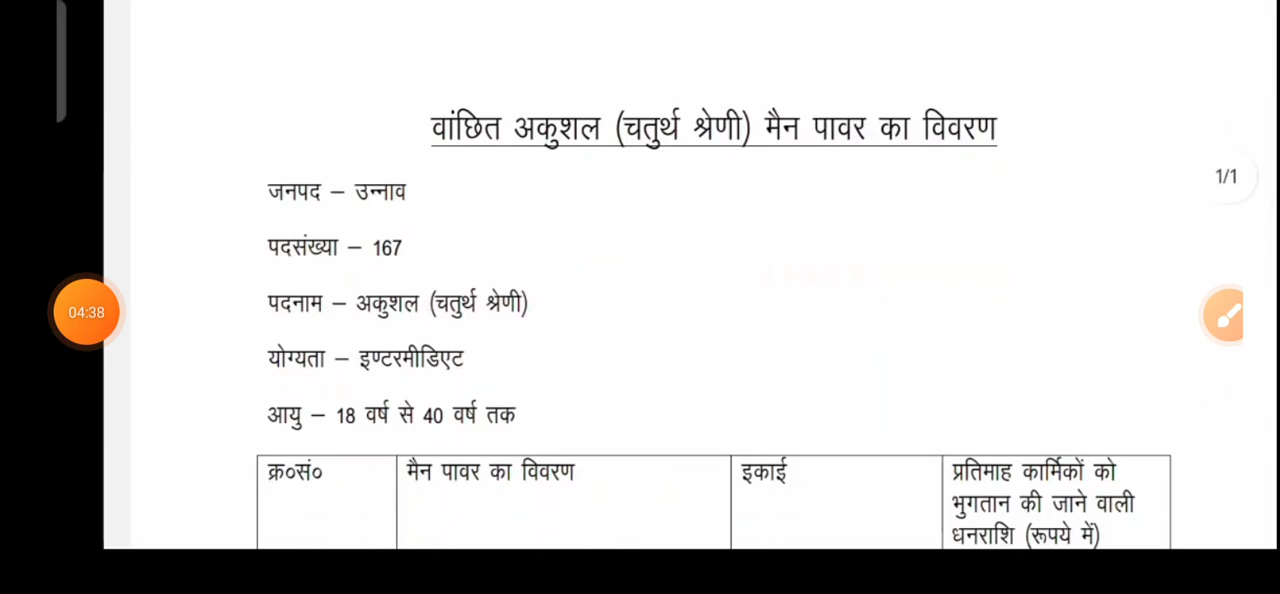 वांछित अकुशल (चतुर्थ श्रेणी) मैन पावर का विवरण
1/1
जनपद – उन्नाव
पदसंख्या – 167
04:38
पदनाम – अकुशल (चतुर्थ श्रेणी)
योग्यता – इण्टरमीडिएट
आयु – 18 वर्ष से 40 वर्ष तक
क्र०सं० मैन पावर का विवरण इकाई प्रतिमाह कार्मिकों को
भुगतान की जाने वाली
धनराशि (रूपये में)